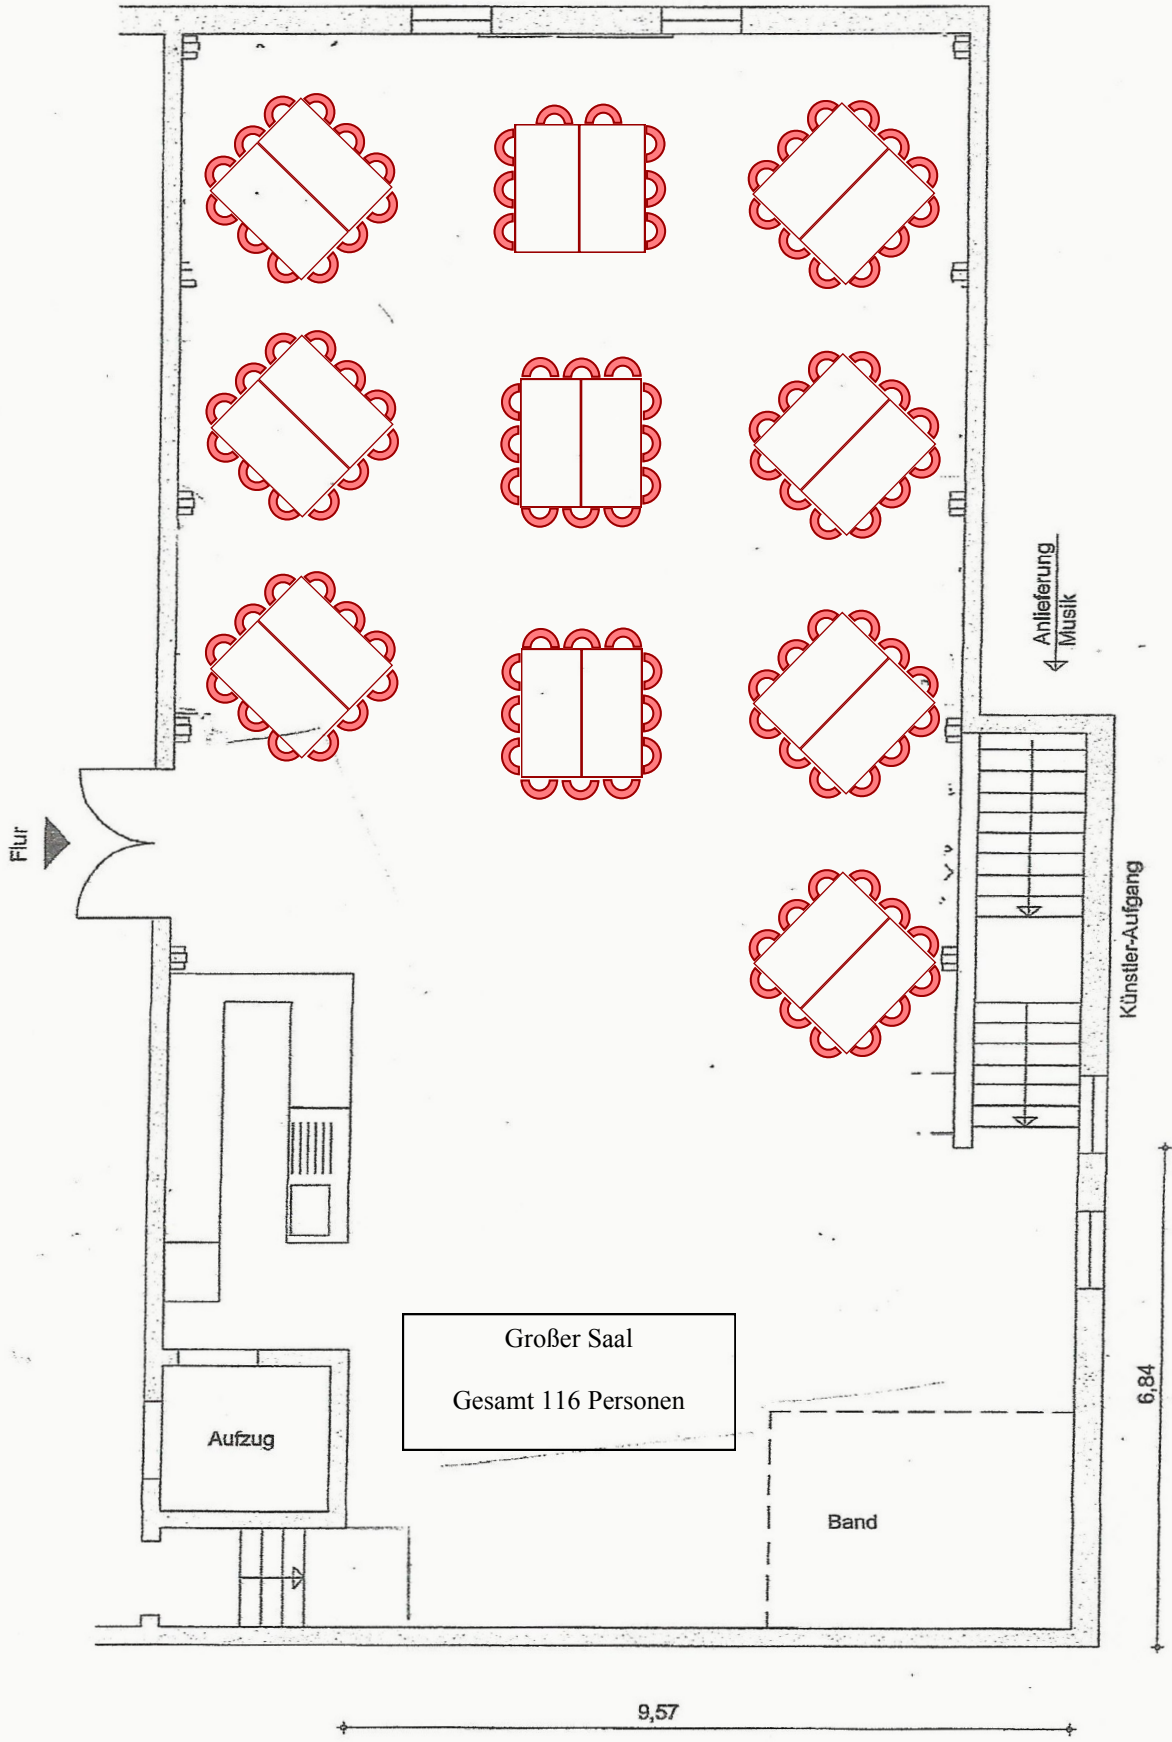 Anlieferung
Musik
Flur
Künstler-Aufgang
Großer Saal
Gesamt 116 Personen
6,84
Aufzug
Band
9,57